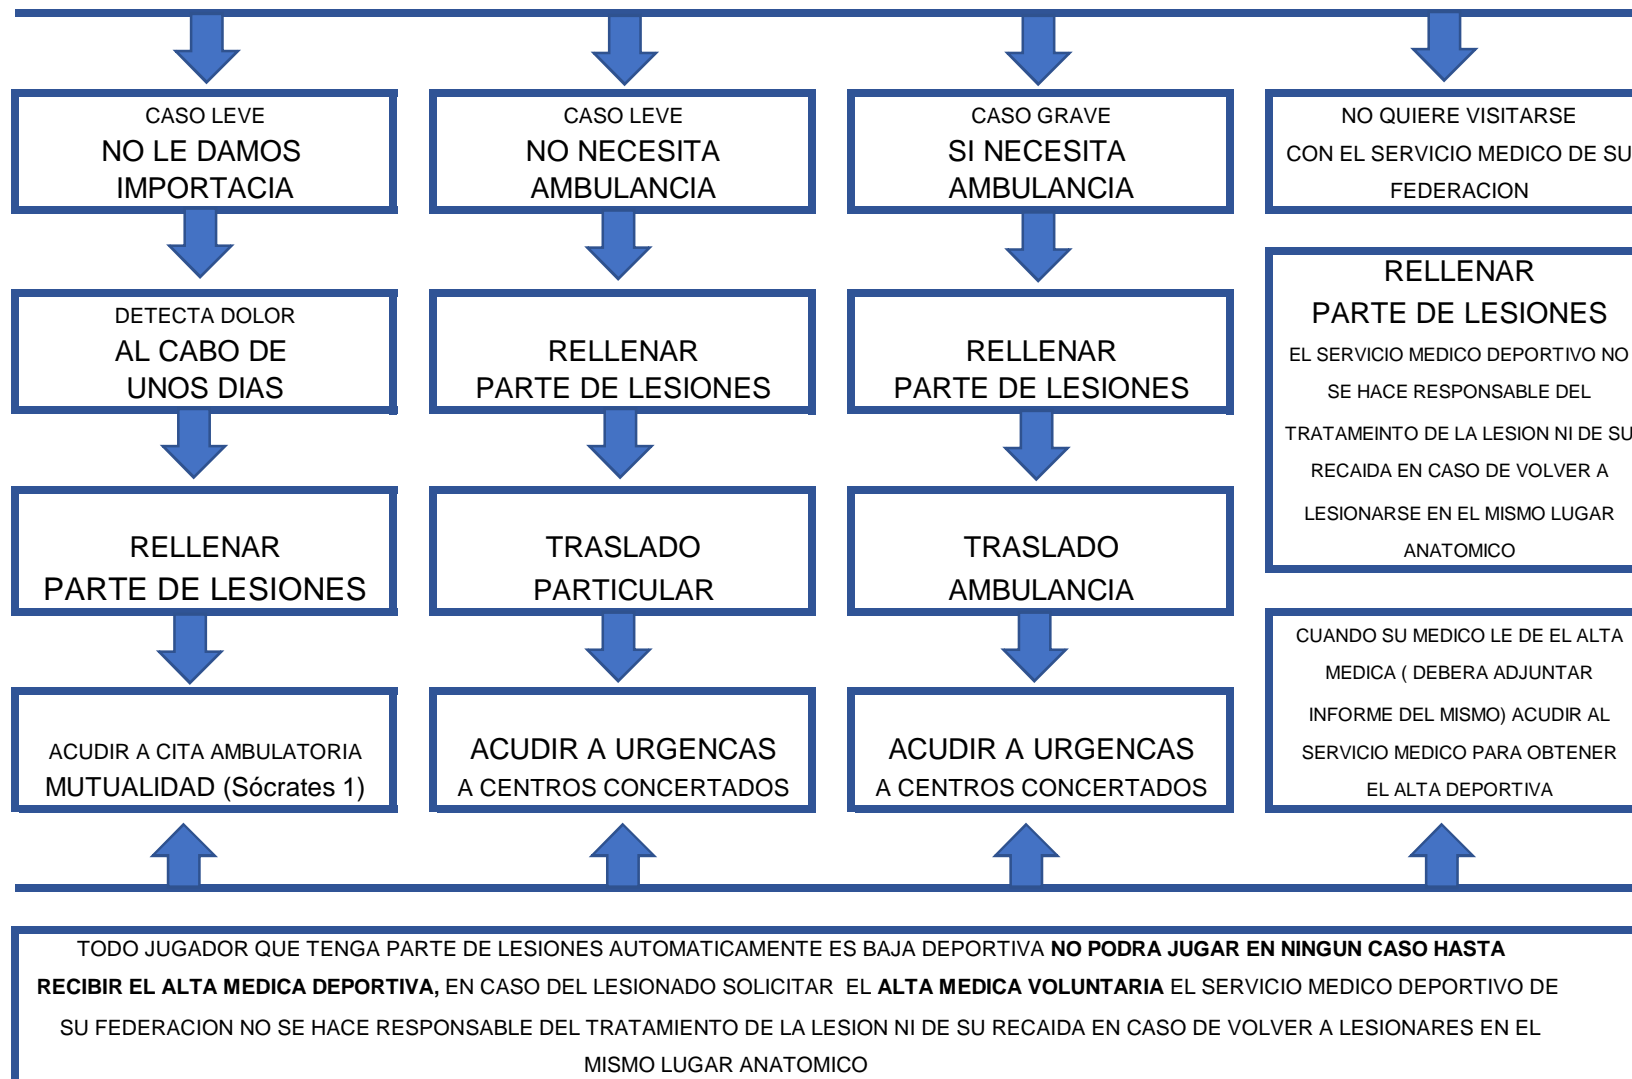 CASO LEVE
NO LE DAMOS
IMPORTACIA
DETECTA DOLOR
AL CABO DE
UNOS DIAS
RELLENAR
PARTE DE LESIONES
ACUDIR A CITA AMBULATORIA
MUTUALIDAD (Sócrates 1)
CASO LEVE
NO NECESITA
AMBULANCIA
RELLENAR
PARTE DE LESIONES
TRASLADO
PARTICULAR
ACUDIR A URGENCAS
A CENTROS CONCERTADOS
CASO GRAVE
SI NECESITA
AMBULANCIA
RELLENAR
PARTE DE LESIONES
TRASLADO
AMBULANCIA
ACUDIR A URGENCAS
A CENTROS CONCERTADOS
NO QUIERE VISITARSE
CON EL SERVICIO MEDICO DE SU
FEDERACION
RELLENAR
PARTE DE LESIONES
EL SERVICIO MEDICO DEPORTIVO NO
SE HACE RESPONSABLE DEL
TRATAMEINTO DE LA LESION NI DE SU
RECAIDA EN CASO DE VOLVER A
LESIONARSE EN EL MISMO LUGAR
ANATOMICO
CUANDO SU MEDICO LE DE EL ALTA
MEDICA ( DEBERA ADJUNTAR
INFORME DEL MISMO) ACUDIR AL
SERVICIO MEDICO PARA OBTENER
EL ALTA DEPORTIVA
TODO JUGADOR QUE TENGA PARTE DE LESIONES AUTOMATICAMENTE ES BAJA DEPORTIVA NO PODRA JUGAR EN NINGUN CASO HASTA
RECIBIR EL ALTA MEDICA DEPORTIVA, EN CASO DEL LESIONADO SOLICITAR EL ALTA MEDICA VOLUNTARIA EL SERVICIO MEDICO DEPORTIVO DE
SU FEDERACION NO SE HACE RESPONSABLE DEL TRATAMIENTO DE LA LESION NI DE SU RECAIDA EN CASO DE VOLVER A LESIONARES EN EL
MISMO LUGAR ANATOMICO